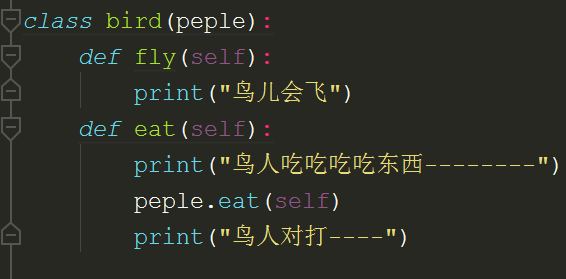 class bird(peple):
def fly(self):
print("鸟儿会飞")
def eat(self):
print("鸟人吃吃吃吃东西--------")
peple.eat(self)
print("鸟人对打----")